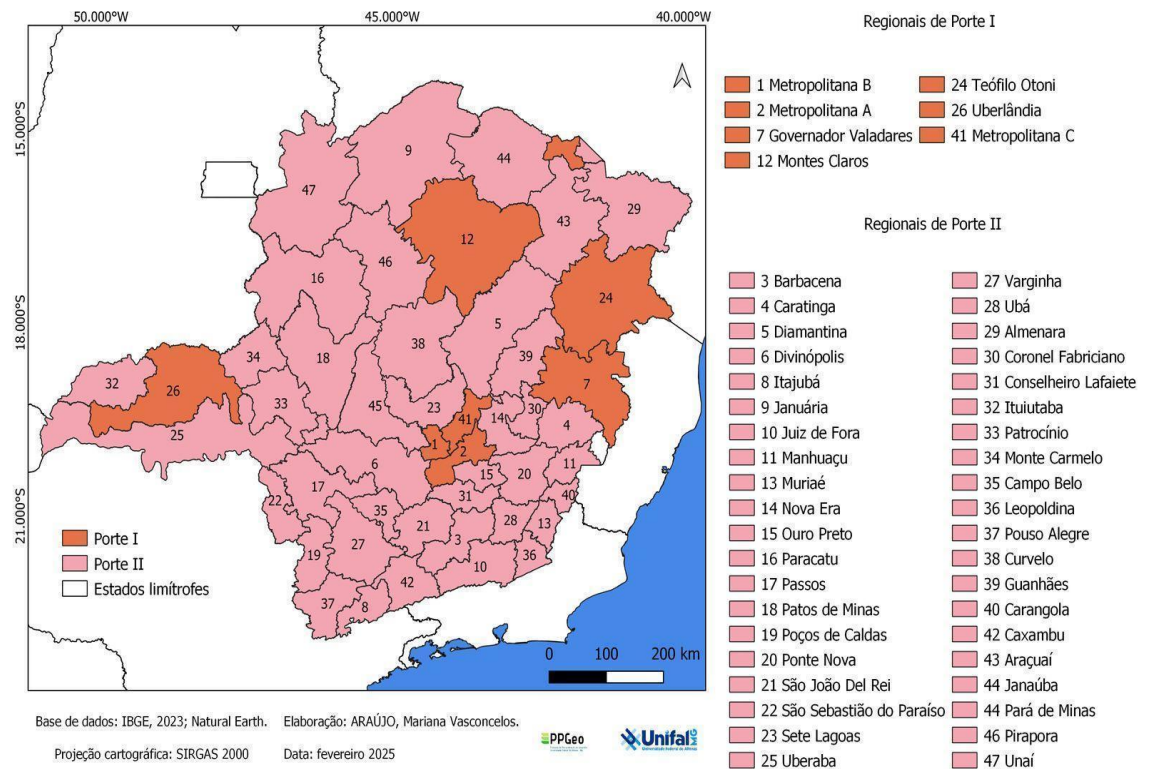 50.000°W 45.000°W 40.000°W
15.000°S
18.000°S
21.000°S
9
44
47
29
43
12
46
16
24
5
38
34
18
39
32
26
7
33
45
23
41
14
30
4
25
1
2
6
15
20
11
17
22
31
40
35
21
28
13
3
27
19
36
10
42
37
8
Porte I
Porte II
Estados limítrofes
0 100 200 km
Regionais de Porte I
1 Metropolitana B
2 Metropolitana A
7 Governador Valadares
12 Montes Claros
24 Teófilo Otoni
26 Uberlândia
41 Metropolitana C
Regionais de Porte II
3 Barbacena
4 Caratinga
5 Diamantina
6 Divinópolis
8 Itajubá
9 Januária
10 Juiz de Fora
11 Manhuaçu
13 Muriaé
14 Nova Era
15 Ouro Preto
16 Paracatu
17 Passos
18 Patos de Minas
19 Poços de Caldas
20 Ponte Nova
21 São João Del Rei
22 São Sebastião do Paraíso
23 Sete Lagoas
25 Uberaba
27 Varginha
28 Ubá
29 Almenara
30 Coronel Fabriciano
31 Conselheiro Lafaiete
32 Ituiutaba
33 Patrocínio
34 Monte Carmelo
35 Campo Belo
36 Leopoldina
37 Pouso Alegre
38 Curvelo
39 Guanhães
40 Carangola
42 Caxambu
43 Araçuaí
44 Janaúba
44 Pará de Minas
46 Pirapora
47 Unaí
Base de dados: IBGE, 2023; Natural Earth. Elaboração: ARAÚJO, Mariana Vasconcelos.
Projeção cartográfica: SIRGAS 2000 Data: fevereiro 2025
PPGeo
Unifal MG